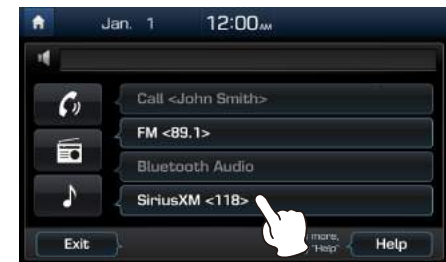 Jan. 1 12:00AM
Call <John Smith>
FM <89.1>
Bluetooth Audio
SiriusXM <118>
Exit
more,
"Help"
Help